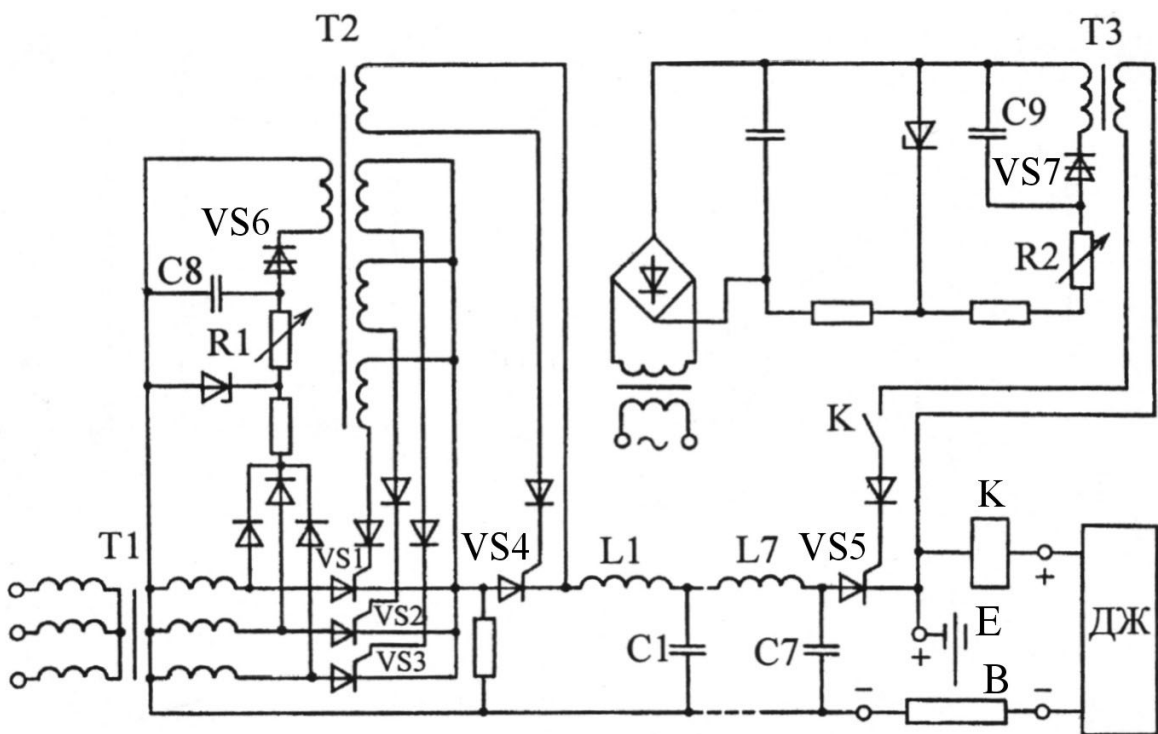 T2
T3
C9
VS7
VS6
C8
R2
R1
K
K
T1
VS1
VS4
L1
L7
VS5
+
VS2
E
ДЖ
C1
C7
+
VS3
B
−
−